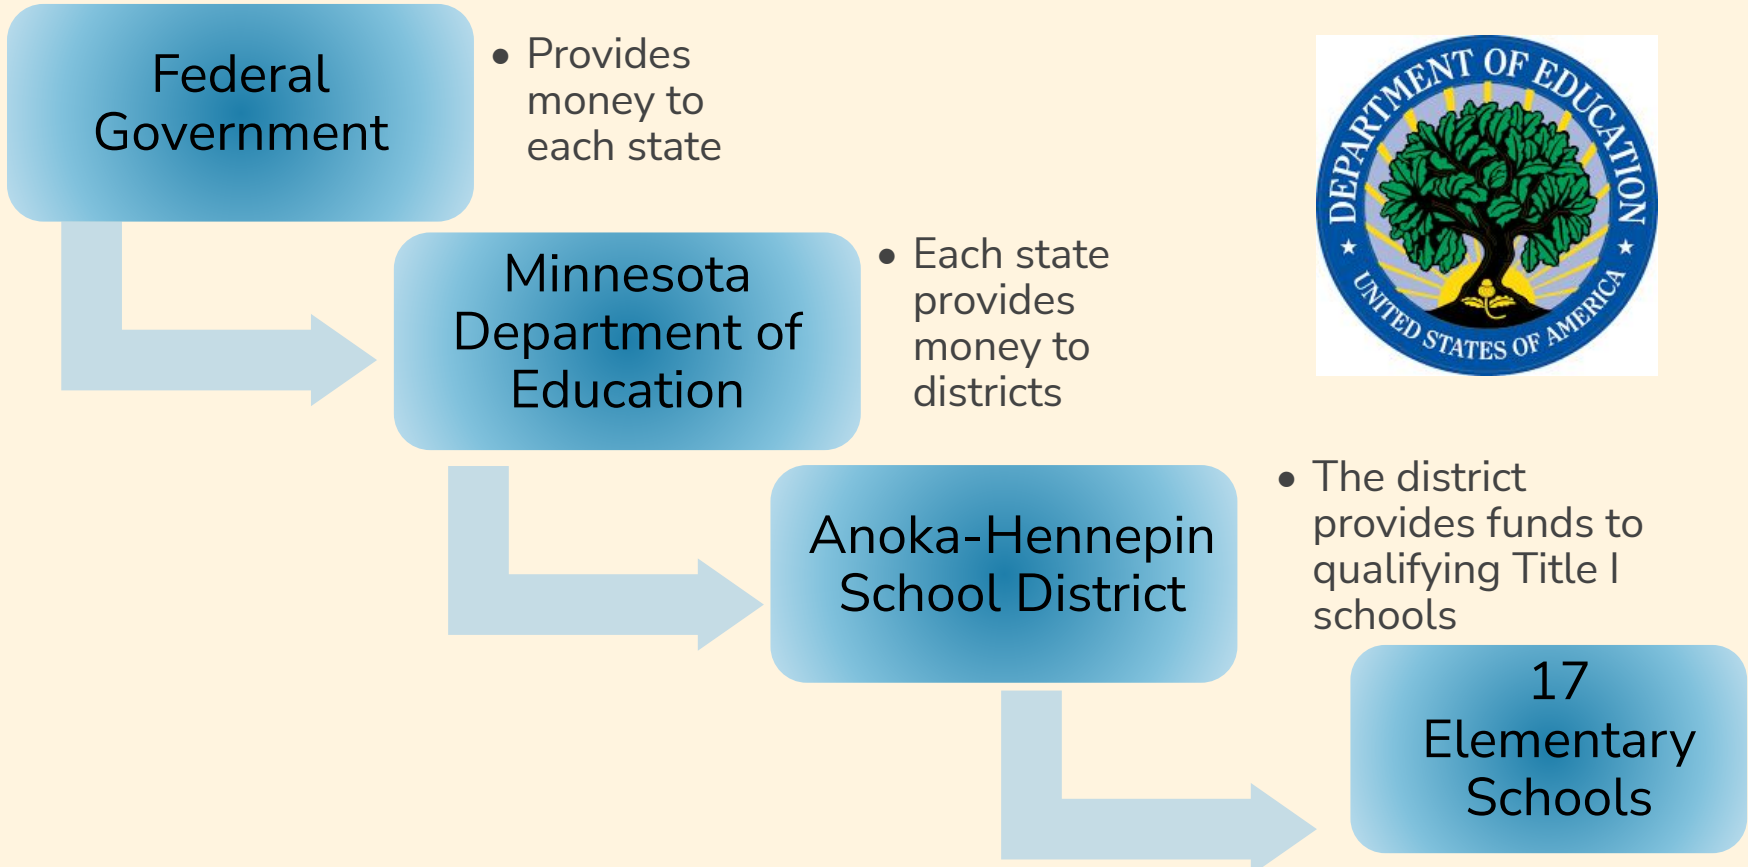 Federal
Government
• Provides
money to
each state
DEPARTMENT OF EDUCATION
UNITED STATES OF AMERICA
Minnesota
Department of
Education
• Each state
provides
money to
districts
Anoka-Hennepin
School District
• The district
provides funds to
qualifying Title I
schools
17
Elementary
Schools